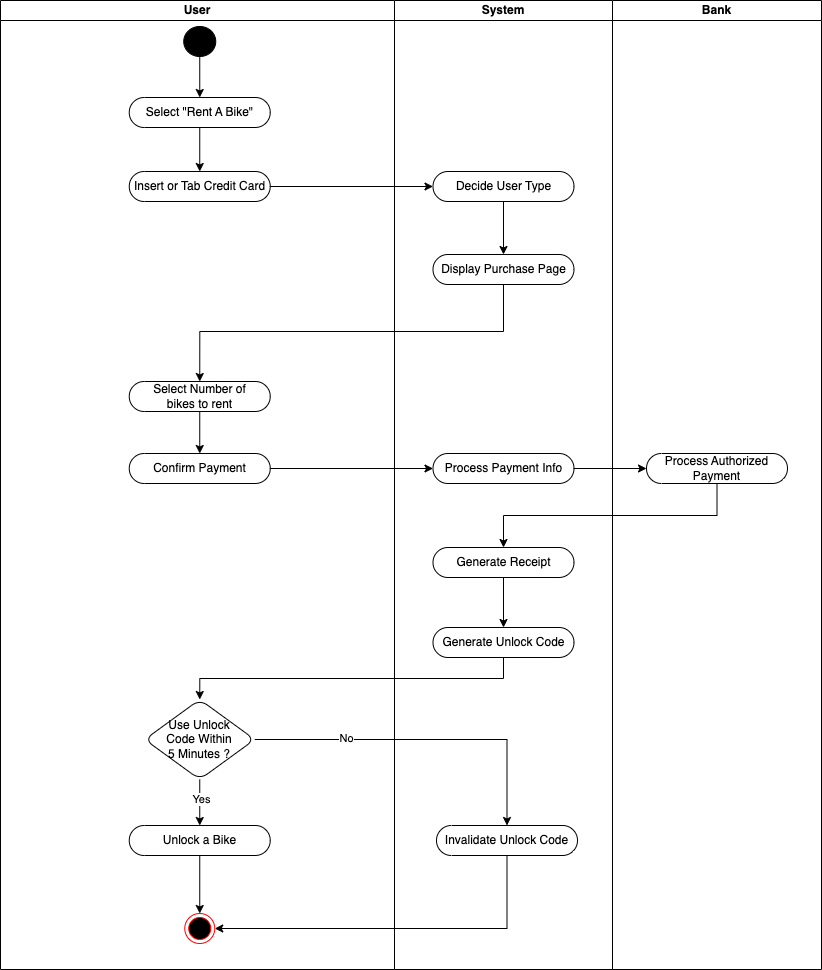 User
System
Bank
Select "Rent A Bike"
Insert or Tab Credit Card
Decide User Type
Display Purchase Page
Select Number of
bikes to rent
Confirm Payment
Process Payment Info
Process Authorized
Payment
Generate Receipt
Generate Unlock Code
Use Unlock
Code Within
5 Minutes ?
No
Yes
Unlock a Bike
Invalidate Unlock Code